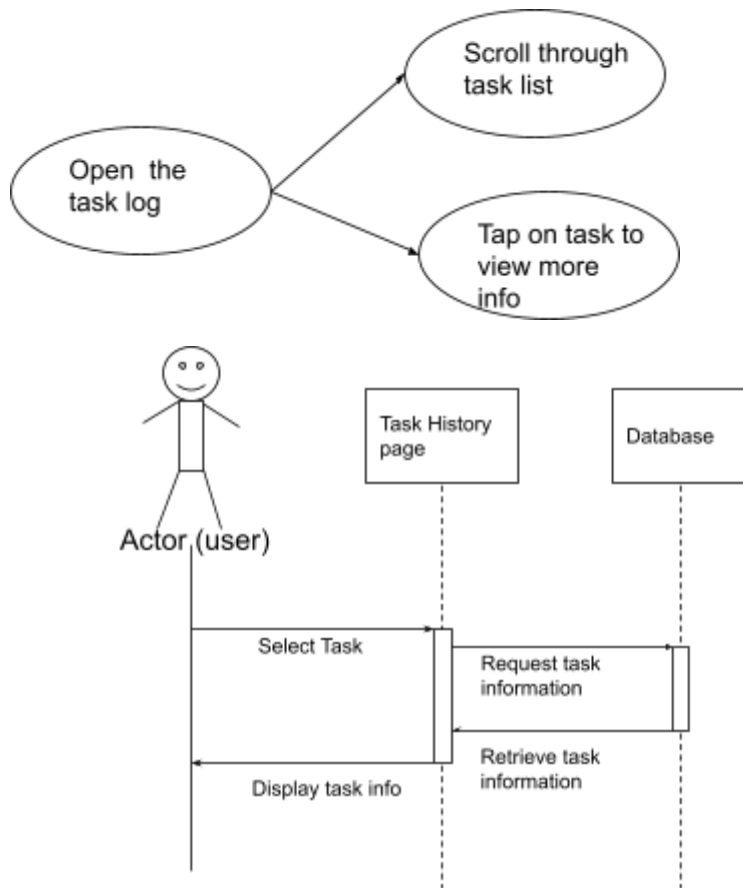 Scroll through
task list
Open the
task log
Tap on task to
view more
info
Task History
page
Database
Actor (user)
Select Task
Request task
information
Retrieve task
information
Display task info